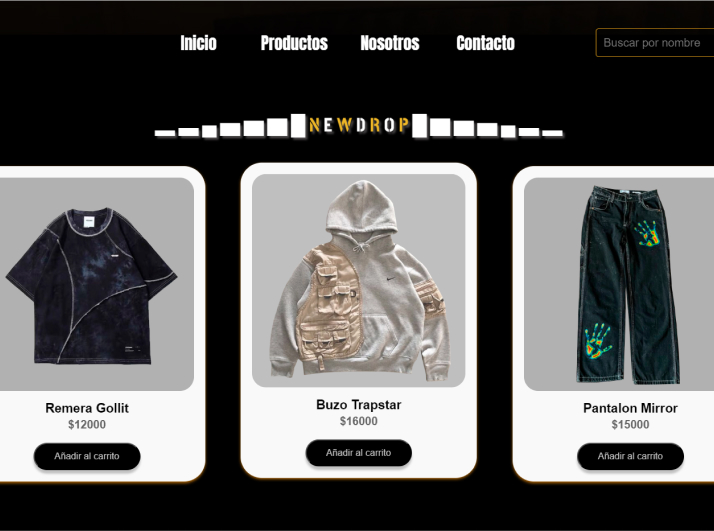 Inicio Productos Nosotros Contacto
Buscar por nombre
NEWDROP
Remera Gollit
$12000
Añadir al carrito
Buzo Trapstar
$16000
Añadir al carrito
Pantalon Mirror
$15000
Añadir al carrito